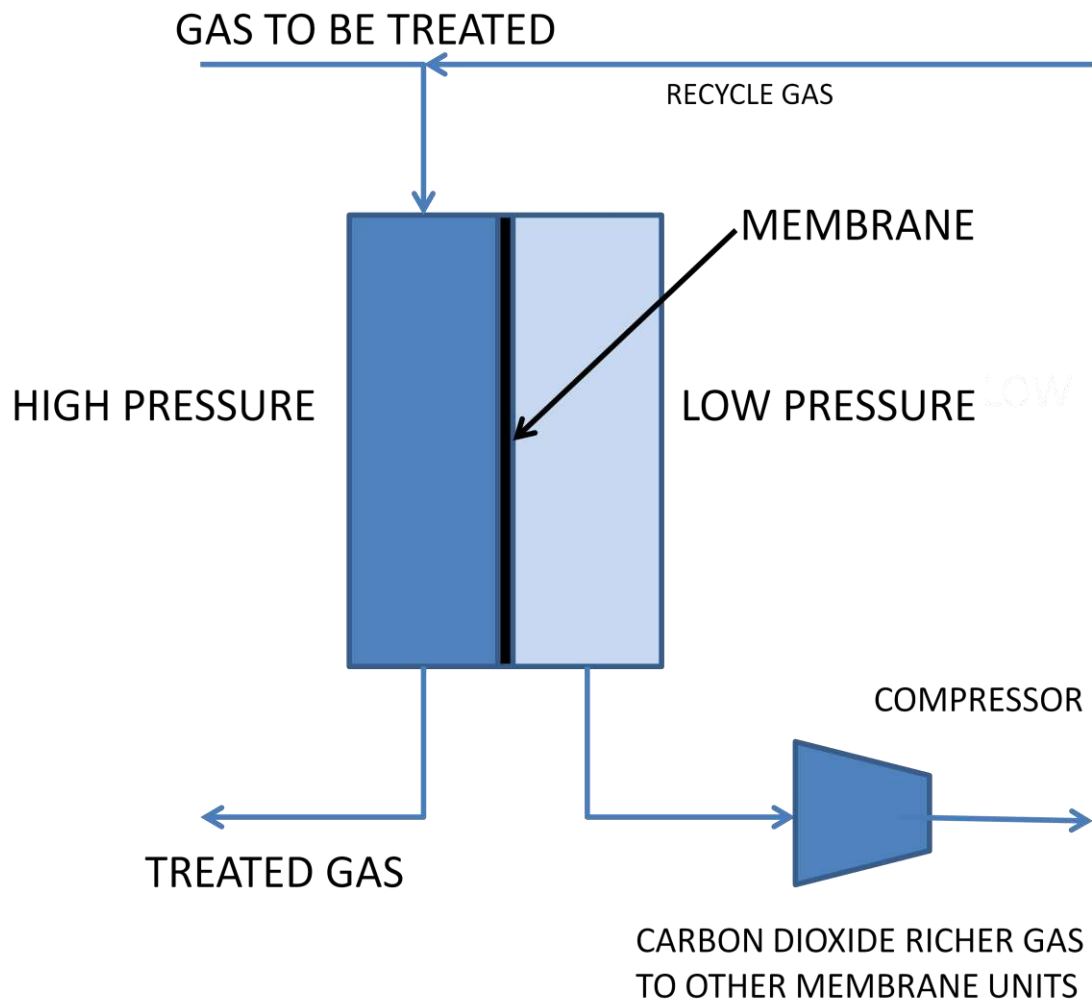 GAS TO BE TREATED
RECYCLE GAS
MEMBRANE
HIGH PRESSURE
LOW PRESSURE
LOW
COMPRESSOR
TREATED GAS
CARBON DIOXIDE RICHER GAS
TO OTHER MEMBRANE UNITS